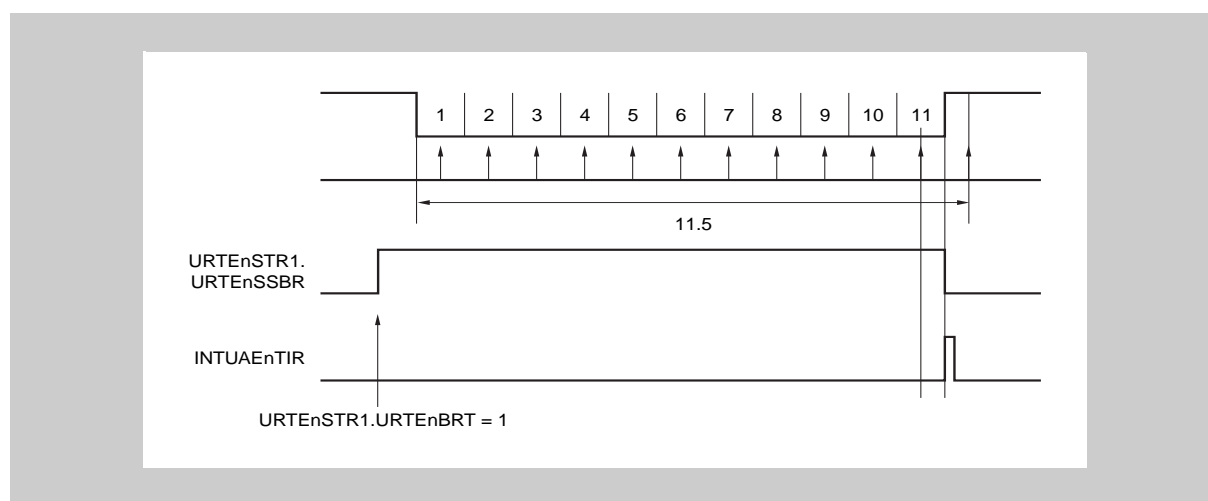 1 2 3 4 5 6 7 8 9 10 11
11.5
URTEnSTR1.
URTEnSSBR
INTUAEnTIR
URTEnSTR1.URTEnBRT = 1